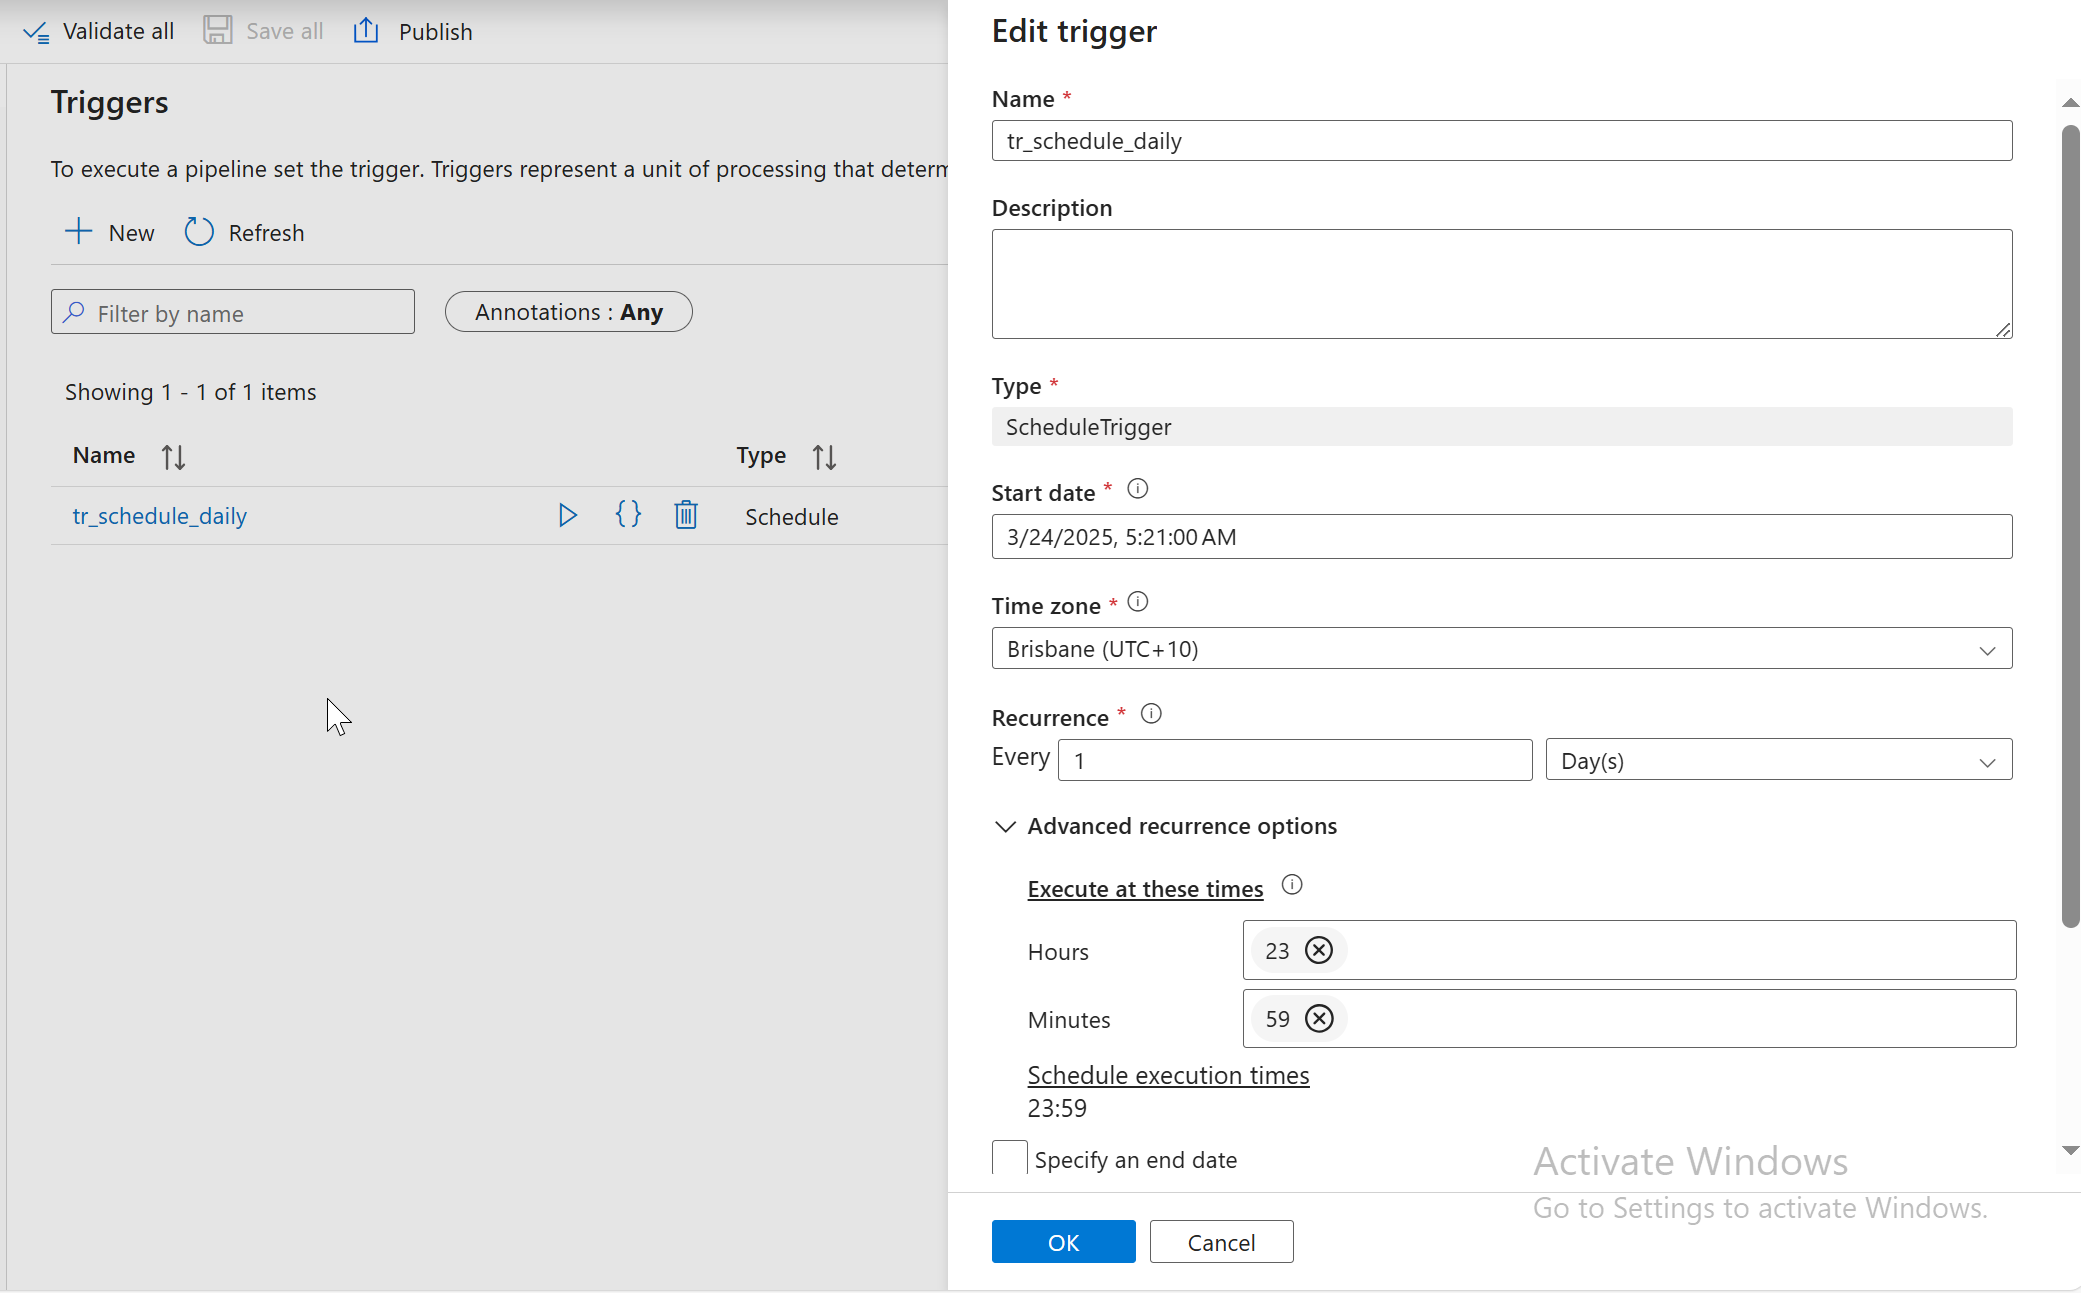 Validate all Save all Publish
Triggers
To execute a pipeline set the trigger. Triggers represent a unit of processing that determ
New Refresh
Filter by name Annotations : Any
Showing 1 - 1 of 1 items
Name Type
tr_schedule_daily {} Schedule
Edit trigger
Name *
tr_schedule_daily
Description
Type *
ScheduleTrigger
Start date *
3/24/2025, 5:21:00 AM
Time zone *
Brisbane (UTC+10)
Recurrence *
Every 1 Day(s)
Advanced recurrence options
Execute at these times
Hours 23
Minutes 59
Schedule execution times
23:59
Specify an end date
Activate Windows
Go to Settings to activate Windows.
OK Cancel